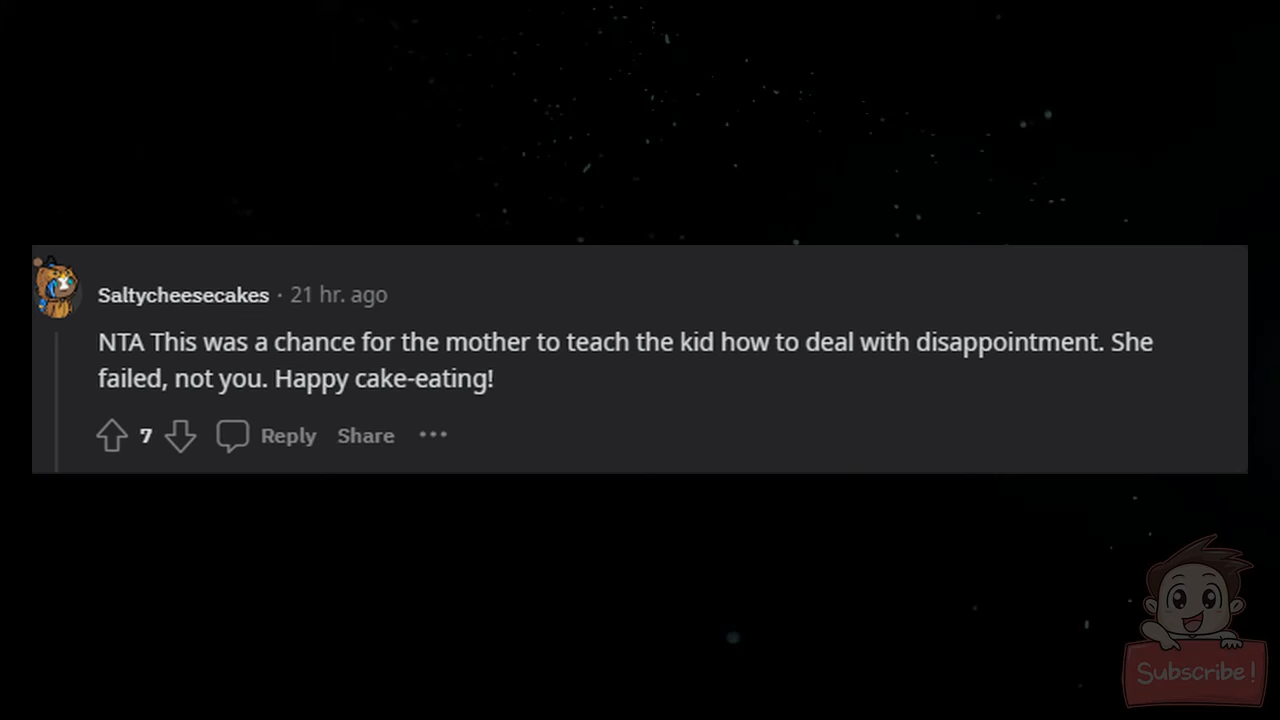 Saltycheesecakes · 21 hr. ago
NTA This was a chance for the mother to teach the kid how to deal with disappointment. She
failed, not you. Happy cake-eating!
7 Reply Share ···
Subscribe!